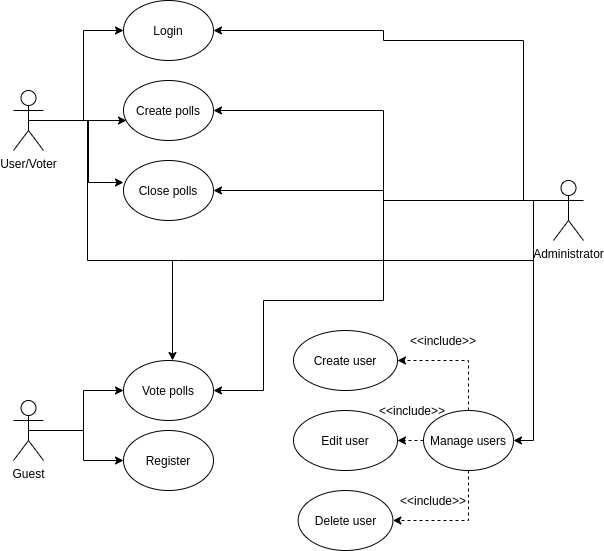 Login
Create polls
User/Voter
Close polls
Administrator
<<include>>
Create user
Vote polls
<<include>>
Edit user
Manage users
Register
Guest
<<include>>
Delete user